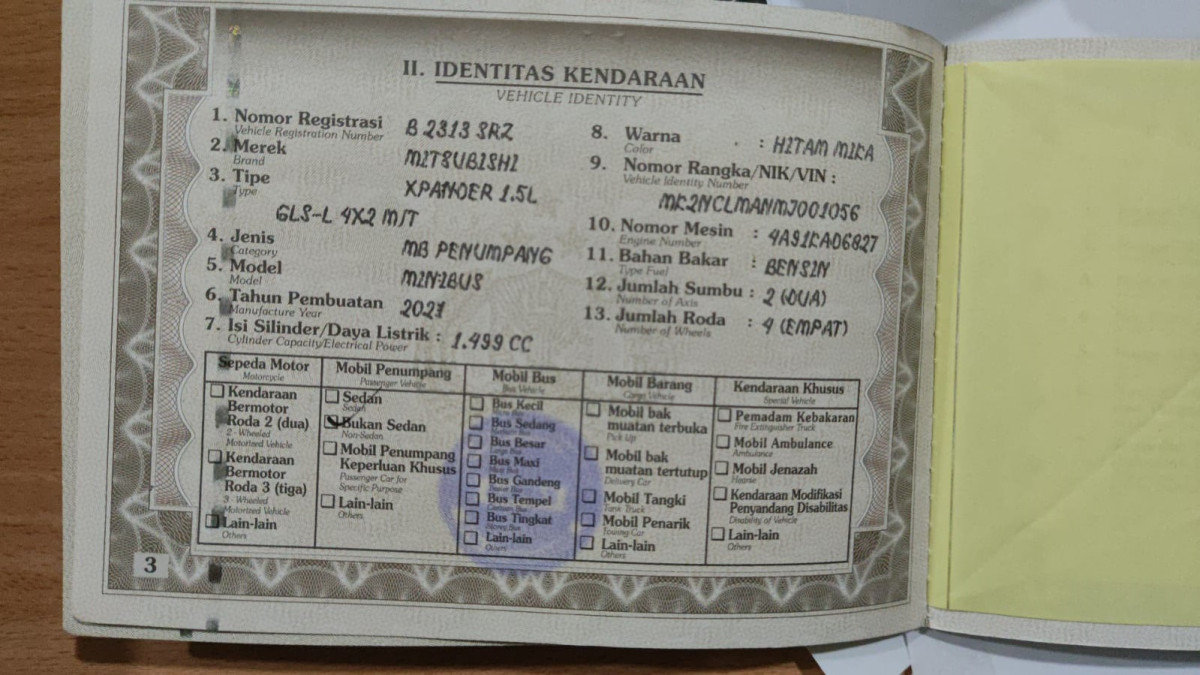 II. IDENTITAS KENDARAAN
VEHICLE IDENTITY
1. Nomor Registrasi B 2313 SRZ
Vehicle Registration Number
2. Merek MITSUBISHI
Brand
3. Tipe XPANDER 1.5L
Type
GLS-L 4X2 M/T
4. Jenis MB PENUMPANG
Category
5. Model MINIBUS
Model
6. Tahun Pembuatan 2021
Manufacture Year
7. Isi Silinder/Daya Listrik : 1.499 CC
Cylinder Capacity/Electrical Power
8. Warna : HITAM MIKA
Color
9. Nomor Rangka/NIK/VIN :
Vehicle Identity Number
MK2NCLMANMJ001056
10. Nomor Mesin : 4A91KAD6827
Engine Number
11. Bahan Bakar : BENSIN
Type Fuel
12. Jumlah Sumbu : 2 (DUA)
Number of Axis
13. Jumlah Roda : 4 (EMPAT)
Number of Wheels
Sepeda Motor
Motorcycle
Kendaraan
Bermotor
Roda 2 (dua)
2 - Wheeled
Motorized Vehicle
Kendaraan
Bermotor
Roda 3 (tiga)
3 - Wheeled
Motorized Vehicle
Lain-lain
Others
Mobil Penumpang
Passenger Vehicle
Sedan
Sedan
Bukan Sedan
Non-Sedan
Mobil Penumpang
Keperluan Khusus
Passenger Car for
Specific Purpose
Lain-lain
Others
Mobil Bus
Bus Vehicle
Bus Kecil
Bus Sedang
Bus Besar
Bus Maxi
Bus Gandeng
Bus Tempel
Bus Tingkat
Lain-lain
Others
Mobil Barang
Cargo Vehicle
Mobil bak
muatan terbuka
Pick Up
Mobil bak
muatan tertutup
Delivery Car
Mobil Tangki
Tank Truck
Mobil Penarik
Towing Car
Lain-lain
Others
Kendaraan Khusus
Special Vehicle
Pemadam Kebakaran
Fire Extinguisher Truck
Mobil Ambulance
Ambulance
Mobil Jenazah
Hearse
Kendaraan Modifikasi
Penyandang Disabilitas
Disability of Vehicle
Lain-lain
Others
3